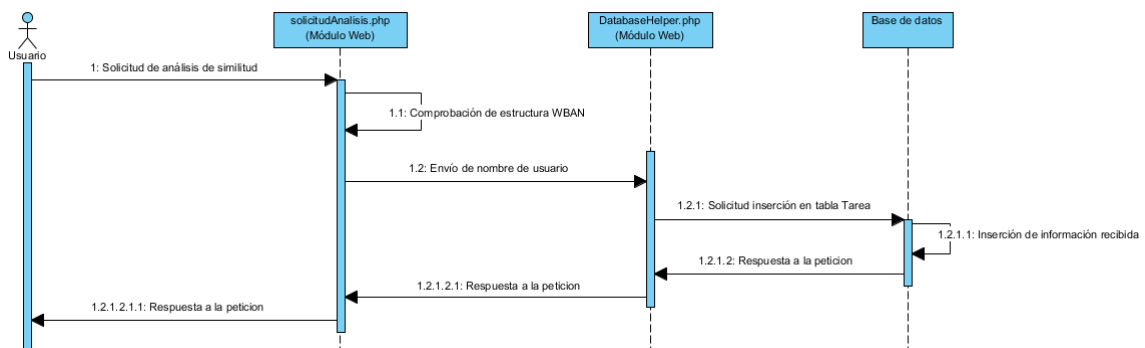 Usuario
solicitudAnalisis.php
(Módulo Web)
DatabaseHelper.php
(Módulo Web)
Base de datos
1: Solicitud de análisis de similitud
1.1: Comprobación de estructura WBAN
1.2: Envío de nombre de usuario
1.2.1: Solicitud inserción en tabla Tarea
1.2.1.1: Inserción de información recibida
1.2.1.2: Respuesta a la peticion
1.2.1.2.1: Respuesta a la peticion
1.2.1.2.1.1: Respuesta a la peticion